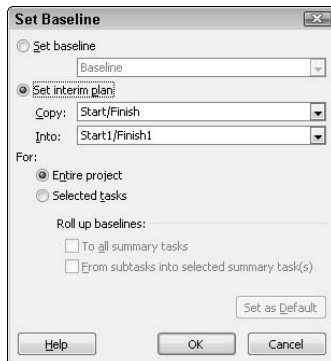 Set Baseline
Set baseline
Baseline
Set interim plan
Copy: Start/Finish
Into: Start1/Finish1
For:
Entire project
Selected tasks
Roll up baselines:
To all summary tasks
From subtasks into selected summary task(s)
Set as Default
Help OK Cancel